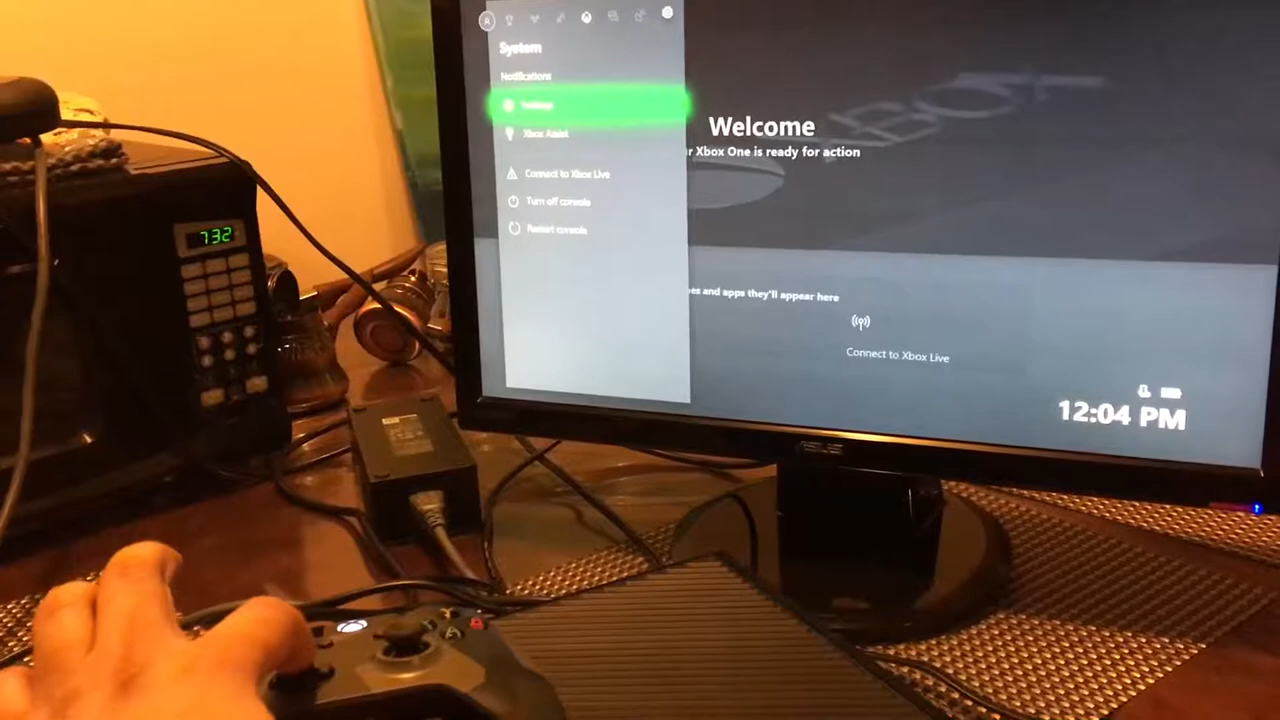 System
Notifications
Settings
Xbox Assist
Connect to Xbox Live
Turn off console
Restart console
XBOX
Welcome
r Xbox One is ready for action
es and apps they'll appear here
Connect to Xbox Live
12:04 PM
ASUS
732